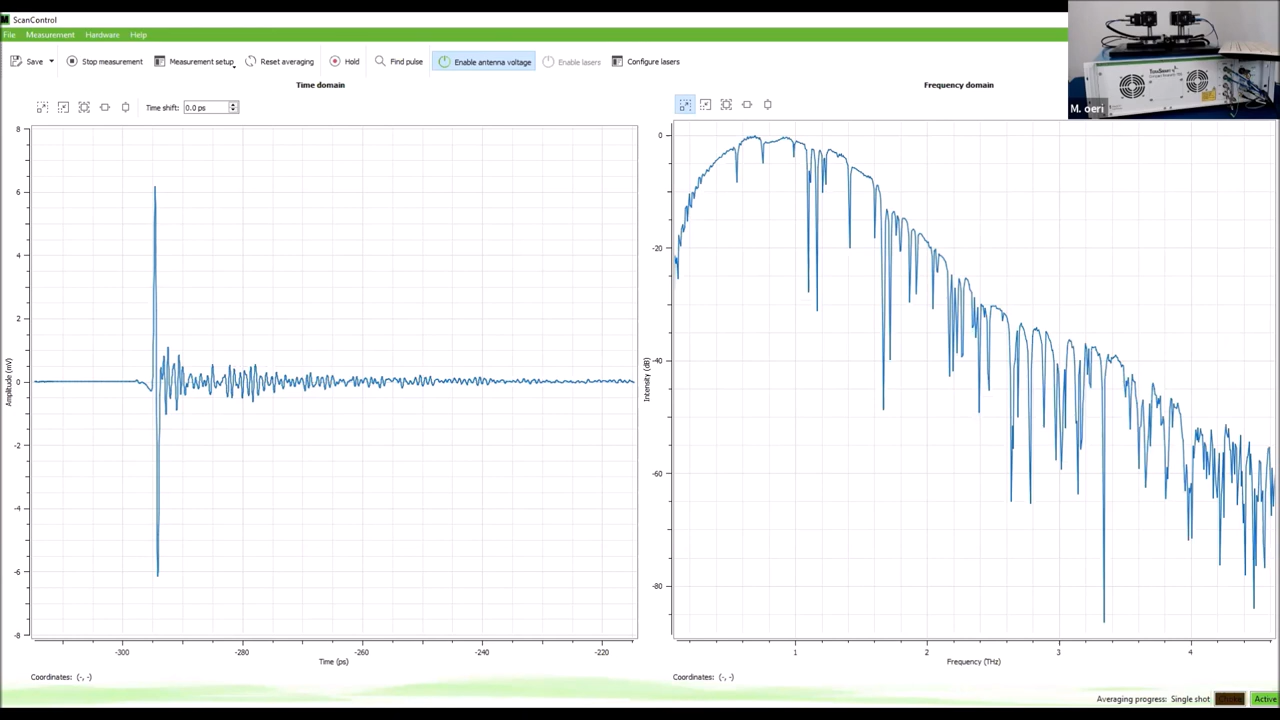 ScanControl
File Measurement Hardware Help
Save Stop measurement Measurement setup Reset averaging Hold Find pulse Enable antenna voltage Enable lasers Configure lasers
Time domain
Time shift: 0.0 ps
8
6
4
2
0
-2
-4
-6
-8
Amplitude (mV)
-300 -280 -260 -240 -220
Time (ps)
Coordinates: (-, -)
Frequency domain
0
-20
-40
-60
-80
Intensity (dB)
1 2 3 4
Frequency (THz)
Coordinates: (-, -)
M. oeri
Averaging progress: Single shot
Active